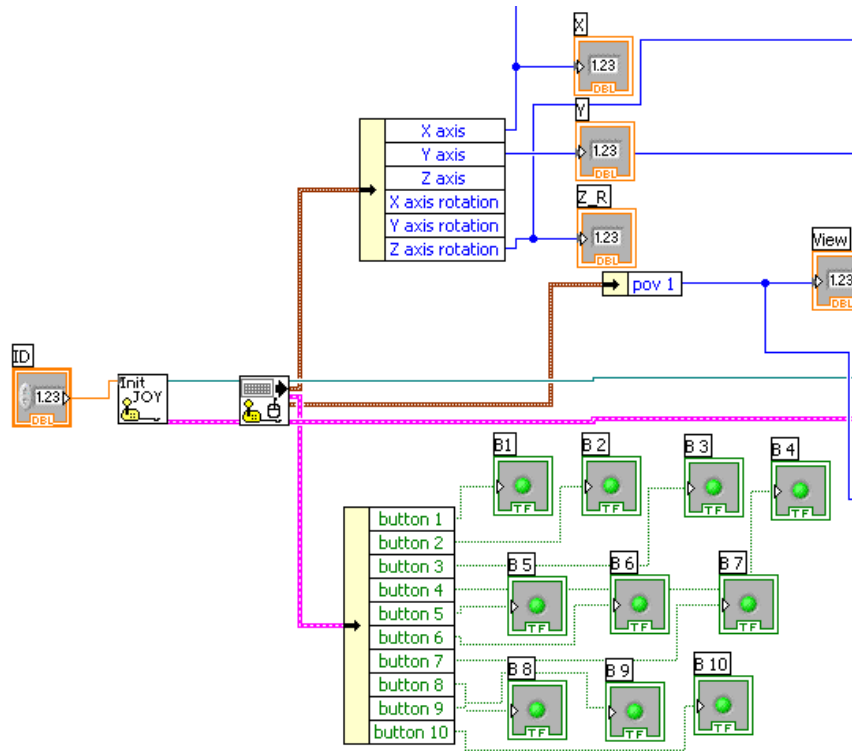 X
1.23
DBL
X axis
Y axis
Z axis
X axis rotation
Y axis rotation
Z axis rotation
Y
1.23
Z_R
1.23
DBL
View
1.23
DBL
pov 1
ID
1.23
DBL
Init
JOY
B1
TF
B 2
TF
B 3
TF
B 4
TF
button 1
button 2
button 3
button 4
button 5
button 6
button 7
button 8
button 9
button 10
B 5
TF
B 6
TF
B 7
TF
B 8
TF
B 9
TF
B 10
TF